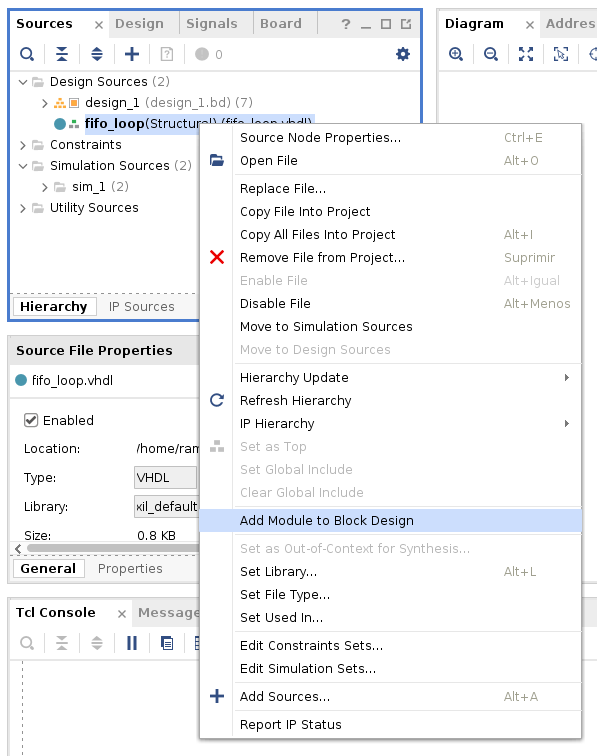 Sources × Design Signals Board ? Diagram × Addres
0
Design Sources (2)
design_1 (design_1.bd) (7)
fifo_loop(Structural) (fifo_loop.vhdl)
Constraints
Simulation Sources (2)
sim_1 (2)
Utility Sources
Hierarchy IP Sources
Source File Properties
fifo_loop.vhdl
Enabled
Location: /home/ram
Type: VHDL
Library: xil_default
Size: 0.8 KB
General Properties
Tcl Console × Message
Source Node Properties... Ctrl+E
Open File Alt+O
Replace File...
Copy File Into Project
Copy All Files Into Project Alt+I
Remove File from Project... Suprimir
Enable File Alt+Igual
Disable File Alt+Menos
Move to Simulation Sources
Move to Design Sources
Hierarchy Update
Refresh Hierarchy
IP Hierarchy
Set as Top
Set Global Include
Clear Global Include
Add Module to Block Design
Set as Out-of-Context for Synthesis...
Set Library... Alt+L
Set File Type...
Set Used In...
Edit Constraints Sets...
Edit Simulation Sets...
Add Sources... Alt+A
Report IP Status